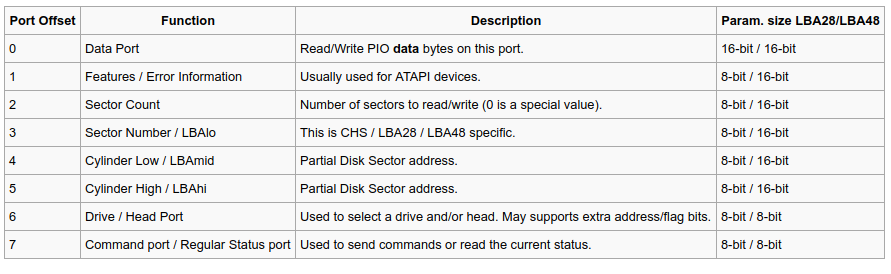 Port Offset Function Description Param. size LBA28/LBA48
0 Data Port Read/Write PIO data bytes on this port. 16-bit / 16-bit
1 Features / Error Information Usually used for ATAPI devices. 8-bit / 16-bit
2 Sector Count Number of sectors to read/write (0 is a special value). 8-bit / 16-bit
3 Sector Number / LBAlo This is CHS / LBA28 / LBA48 specific. 8-bit / 16-bit
4 Cylinder Low / LBAmid Partial Disk Sector address. 8-bit / 16-bit
5 Cylinder High / LBAhi Partial Disk Sector address. 8-bit / 16-bit
6 Drive / Head Port Used to select a drive and/or head. May supports extra address/flag bits. 8-bit / 8-bit
7 Command port / Regular Status port Used to send commands or read the current status. 8-bit / 8-bit